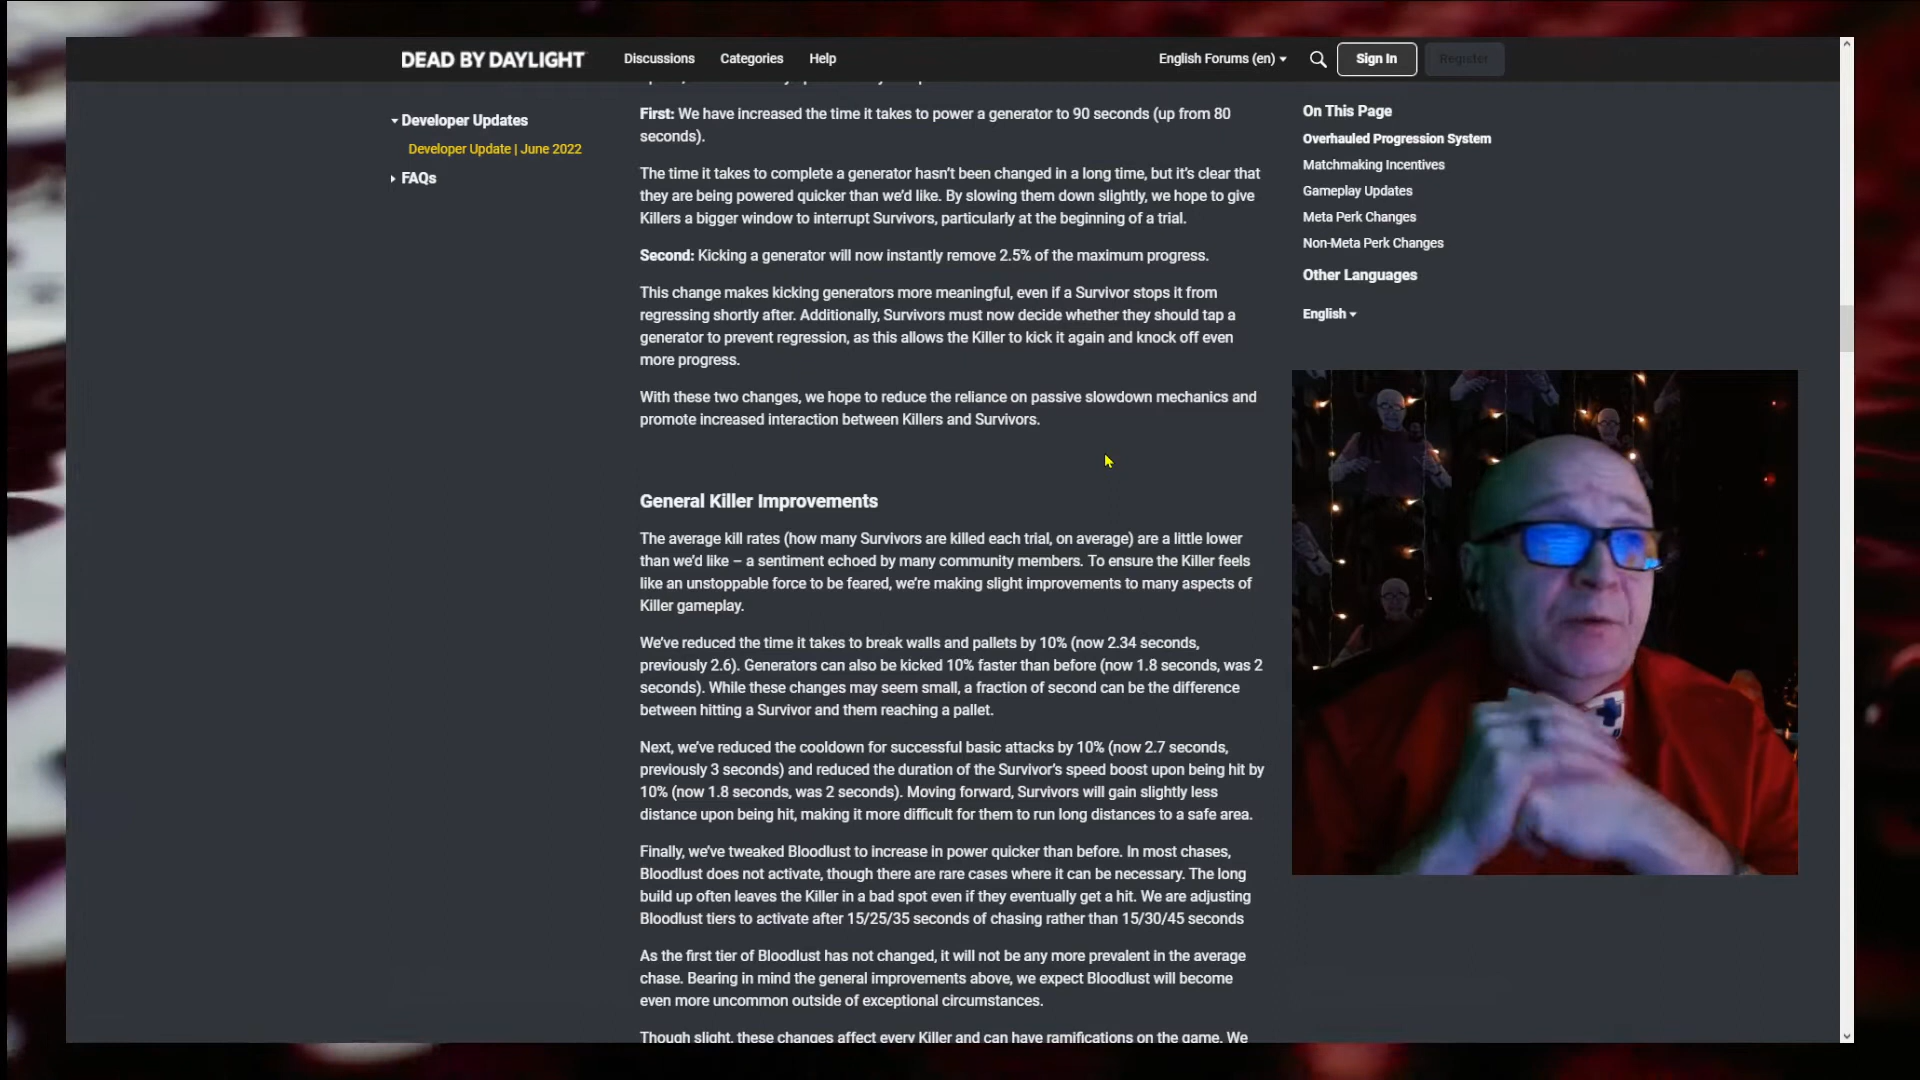 DEAD BY DAYLIGHT
Discussions
Categories
Help
English Forums (en)
Sign In
Register
Developer Updates
Developer Update | June 2022
FAQs
First: We have increased the time it takes to power a generator to 90 seconds (up from 80
seconds).
The time it takes to complete a generator hasn't been changed in a long time, but it's clear that
they are being powered quicker than we'd like. By slowing them down slightly, we hope to give
Killers a bigger window to interrupt Survivors, particularly at the beginning of a trial.
Second: Kicking a generator will now instantly remove 2.5% of the maximum progress.
This change makes kicking generators more meaningful, even if a Survivor stops it from
regressing shortly after. Additionally, Survivors must now decide whether they should tap a
generator to prevent regression, as this allows the Killer to kick it again and knock off even
more progress.
With these two changes, we hope to reduce the reliance on passive slowdown mechanics and
promote increased interaction between Killers and Survivors.
General Killer Improvements
The average kill rates (how many Survivors are killed each trial, on average) are a little lower
than we'd like – a sentiment echoed by many community members. To ensure the Killer feels
like an unstoppable force to be feared, we're making slight improvements to many aspects of
Killer gameplay.
We've reduced the time it takes to break walls and pallets by 10% (now 2.34 seconds,
previously 2.6). Generators can also be kicked 10% faster than before (now 1.8 seconds, was 2
seconds). While these changes may seem small, a fraction of second can be the difference
between hitting a Survivor and them reaching a pallet.
Next, we've reduced the cooldown for successful basic attacks by 10% (now 2.7 seconds,
previously 3 seconds) and reduced the duration of the Survivor's speed boost upon being hit by
10% (now 1.8 seconds, was 2 seconds). Moving forward, Survivors will gain slightly less
distance upon being hit, making it more difficult for them to run long distances to a safe area.
Finally, we've tweaked Bloodlust to increase in power quicker than before. In most chases,
Bloodlust does not activate, though there are rare cases where it can be necessary. The long
build up often leaves the Killer in a bad spot even if they eventually get a hit. We are adjusting
Bloodlust tiers to activate after 15/25/35 seconds of chasing rather than 15/30/45 seconds
As the first tier of Bloodlust has not changed, it will not be any more prevalent in the average
chase. Bearing in mind the general improvements above, we expect Bloodlust will become
even more uncommon outside of exceptional circumstances.
Though slight, these changes affect every Killer and can have ramifications on the game. We
On This Page
Overhauled Progression System
Matchmaking Incentives
Gameplay Updates
Meta Perk Changes
Non-Meta Perk Changes
Other Languages
English